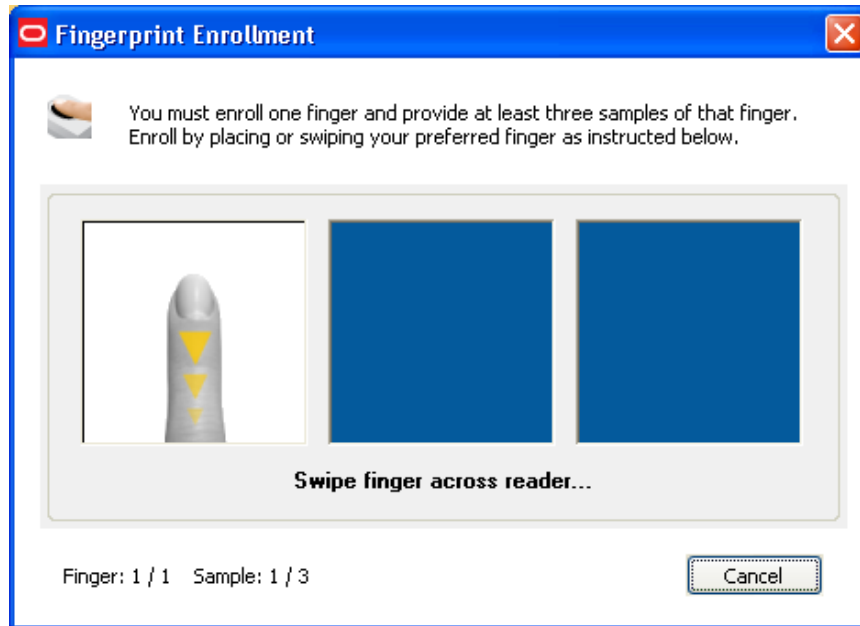 Fingerprint Enrollment
You must enroll one finger and provide at least three samples of that finger.
Enroll by placing or swiping your preferred finger as instructed below.
Swipe finger across reader...
Finger: 1 / 1 Sample: 1 / 3
Cancel